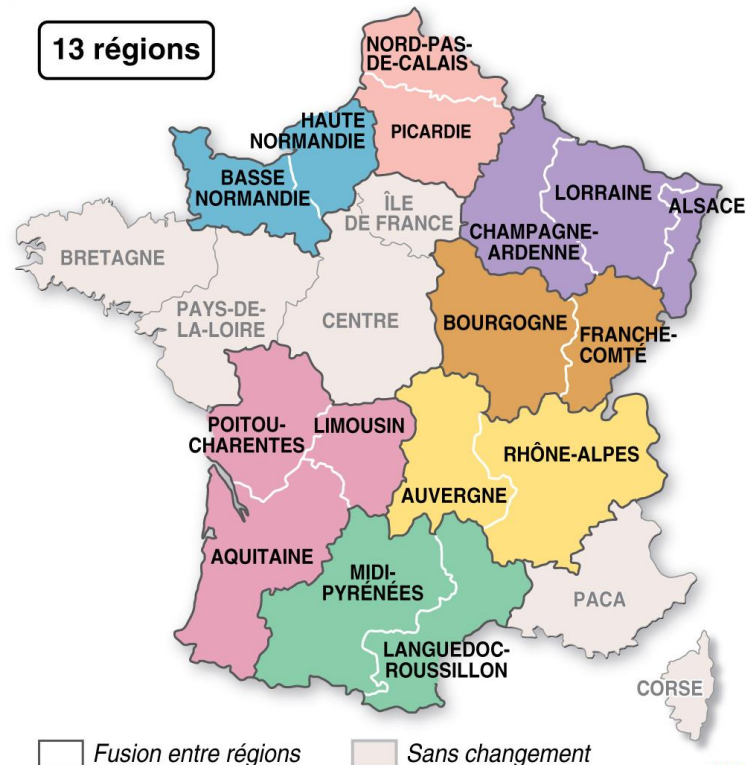 13 régions
NORD-PAS-
DE-CALAIS
HAUTE
NORMANDIE
PICARDIE
BASSE
NORMANDIE
ÎLE
DE FRANCE
LORRAINE
ALSACE
CHAMPAGNE-
ARDENNE
BRETAGNE
PAYS-DE-
LA-LOIRE
CENTRE
BOURGOGNE
FRANCHE-
COMTÉ
POITOU-
CHARENTES
LIMOUSIN
RHÔNE-ALPES
AUVERGNE
AQUITAINE
MIDI-
PYRÉNÉES
PACA
LANGUEDOC-
ROUSSILLON
CORSE
Fusion entre régions
Sans changement